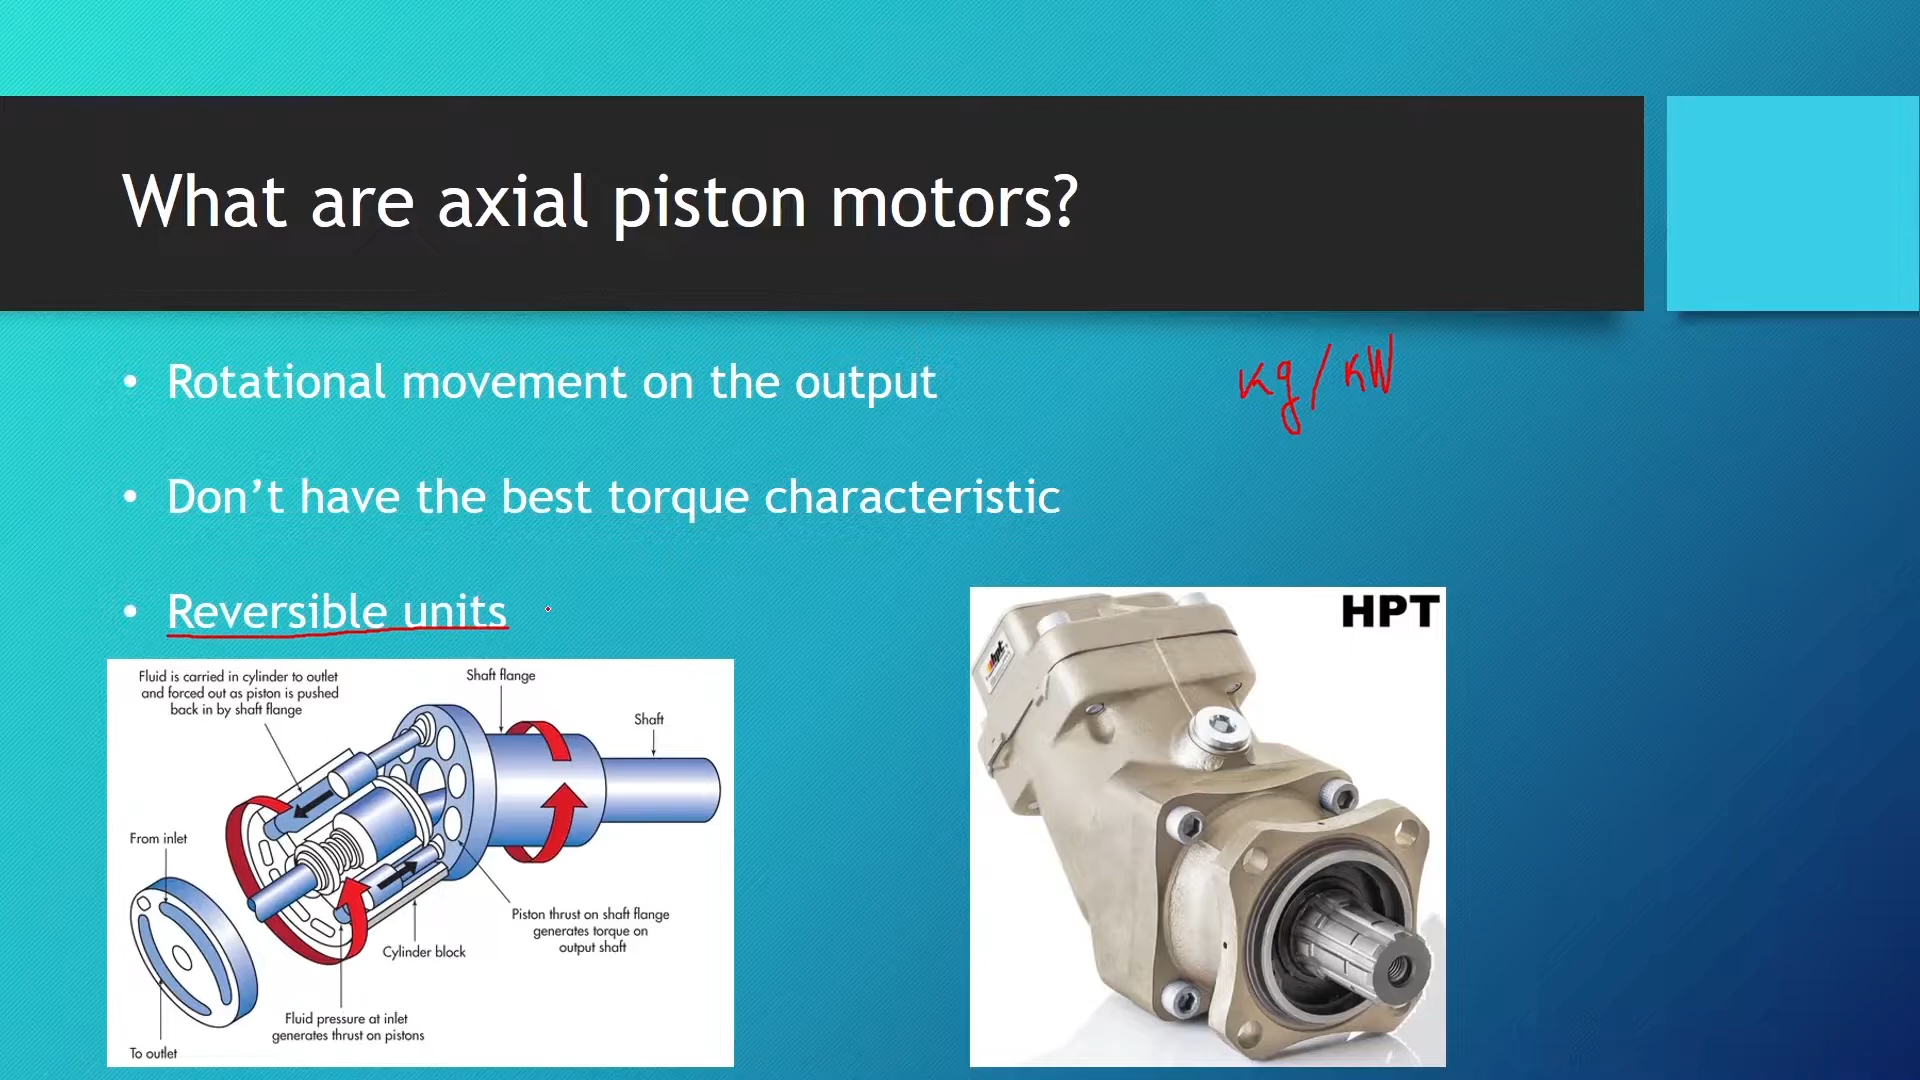 What are axial piston motors?
• Rotational movement on the output
kg/kW
• Don’t have the best torque characteristic
• Reversible units
Fluid is carried in cylinder to outlet
and forced out as piston is pushed
back in by shaft flange
Shaft flange
Shaft
From inlet
Piston thrust on shaft flange
generates torque on
output shaft
Cylinder block
Fluid pressure at inlet
generates thrust on pistons
To outlet
HPT
hpt